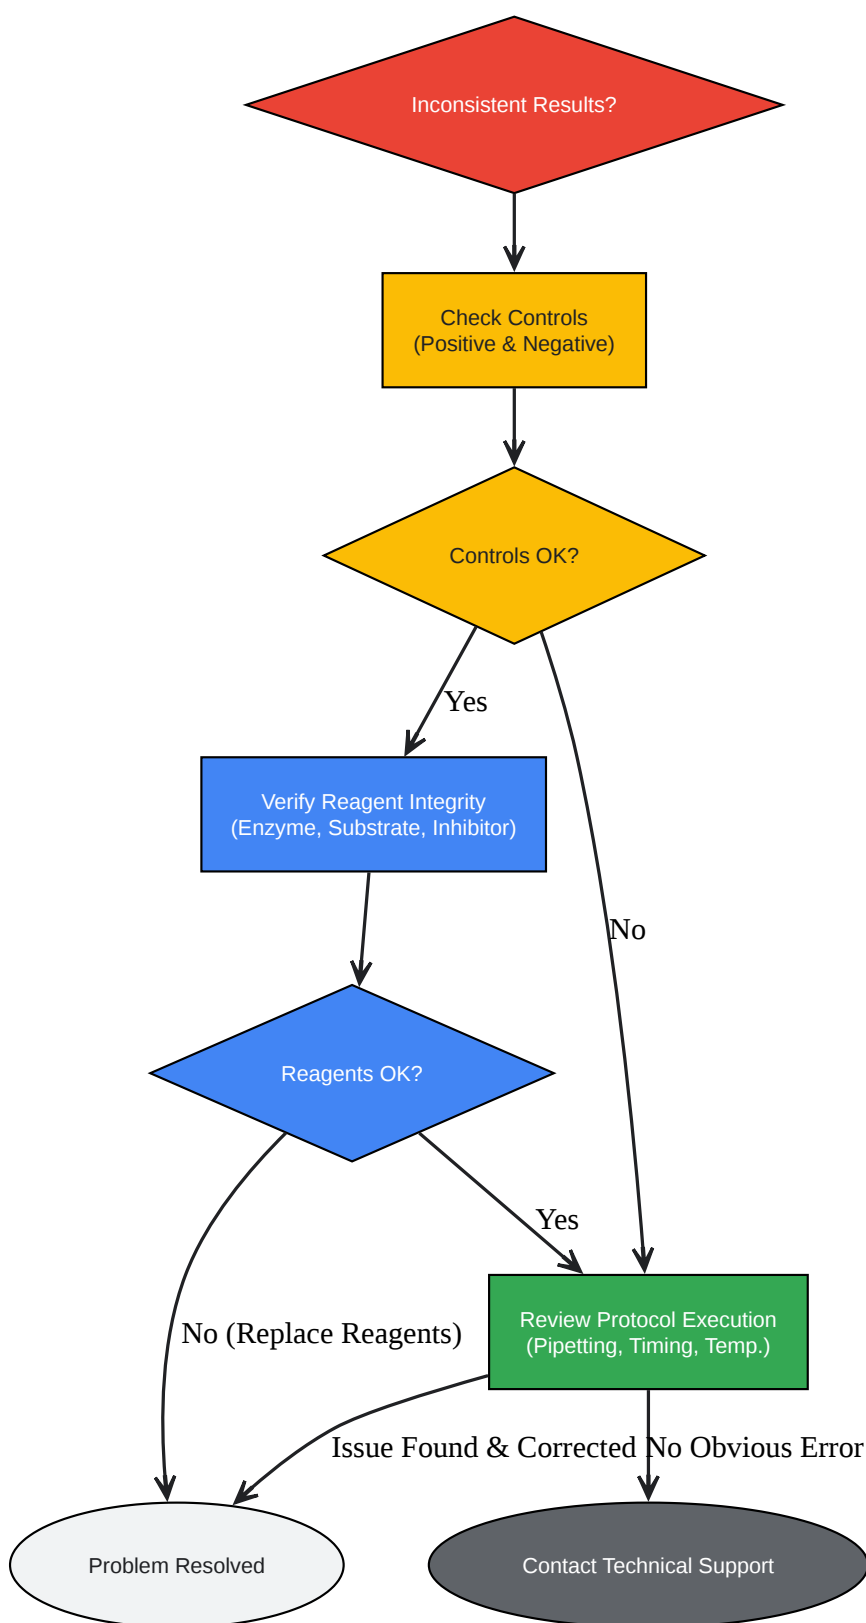 Inconsistent Results?
Check Controls
(Positive & Negative)
Controls OK?
Yes
Verify Reagent Integrity
(Enzyme, Substrate, Inhibitor)
No
Reagents OK?
Yes
Review Protocol Execution
(Pipetting, Timing, Temp.)
No (Replace Reagents)
Issue Found & Corrected
No Obvious Error
Problem Resolved
Contact Technical Support